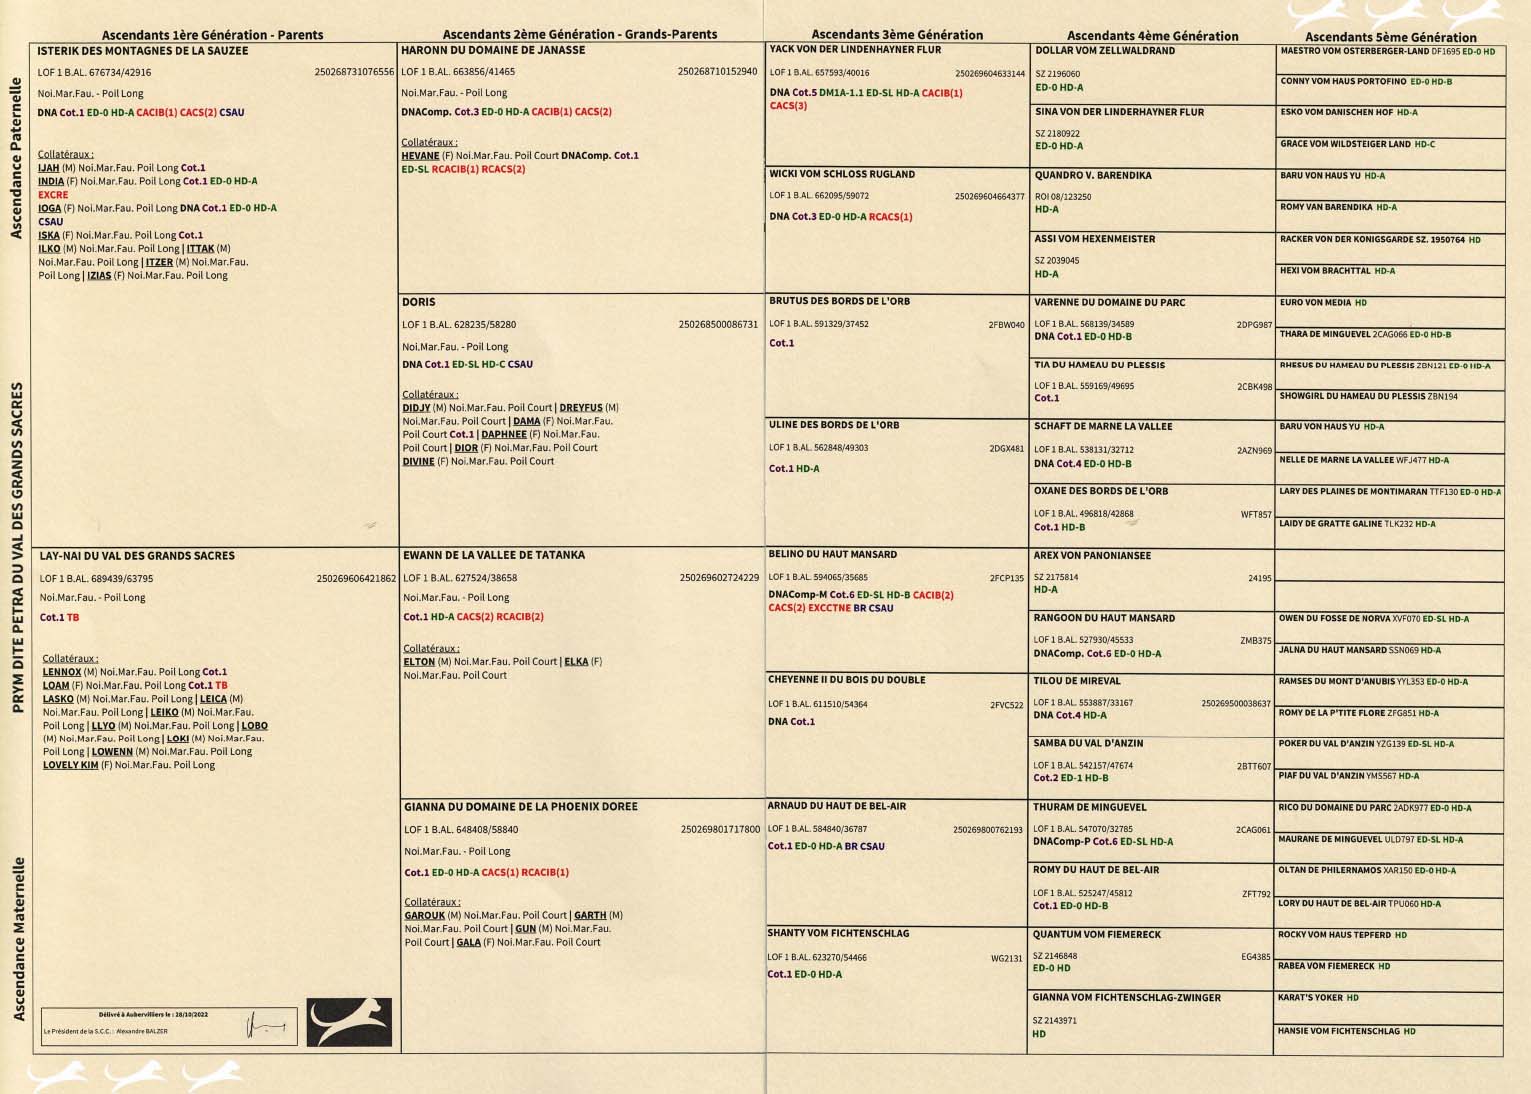 Ascendants 1ère Génération - Parents
Ascendants 2ème Génération - Grands-Parents
Ascendants 3ème Génération
Ascendants 4ème Génération
Ascendants 5ème Génération
Ascendance Paternelle
PRYM DITE PETRA DU VAL DES GRANDS SACRES
Ascendance Maternelle
ISTERIK DES MONTAGNES DE LA SAUZEE
LOF 1 B.AL. 676734/42916 250268731076556
Noi.Mar.Fau. - Poil Long
DNA Cot.1 ED-0 HD-A CACIB(1) CACS(2) CSAU
Collatéraux :
IJAH (M) Noi.Mar.Fau. Poil Long Cot.1
INDIA (F) Noi.Mar.Fau. Poil Long Cot.1 ED-0 HD-A
EXCRE
IOGA (F) Noi.Mar.Fau. Poil Long DNA Cot.1 ED-0 HD-A
CSAU
ISKA (F) Noi.Mar.Fau. Poil Long Cot.1
ILKO (M) Noi.Mar.Fau. Poil Long | ITTAK (M)
Noi.Mar.Fau. Poil Long | ITZER (M) Noi.Mar.Fau.
Poil Long | IZIAS (F) Noi.Mar.Fau. Poil Long
LAY-NAI DU VAL DES GRANDS SACRES
LOF 1 B.AL. 689439/63795 250269606421862
Noi.Mar.Fau. - Poil Long
Cot.1 TB
Collatéraux :
LENNOX (M) Noi.Mar.Fau. Poil Long Cot.1
LOAM (F) Noi.Mar.Fau. Poil Long Cot.1 TB
LASKO (M) Noi.Mar.Fau. Poil Long | LEICA (M)
Noi.Mar.Fau. Poil Long | LEIKO (M) Noi.Mar.Fau.
Poil Long | LLYO (M) Noi.Mar.Fau. Poil Long | LOBO
(M) Noi.Mar.Fau. Poil Long | LOKI (M) Noi.Mar.Fau.
Poil Long | LOWENN (M) Noi.Mar.Fau. Poil Long
LOVELY KIM (F) Noi.Mar.Fau. Poil Long
Délivré à Aubervilliers le : 28/10/2022
Le Président de la S.C.C. : Alexandre BALZER
HARONN DU DOMAINE DE JANASSE
LOF 1 B.AL. 663856/41465 250268710152940
Noi.Mar.Fau. - Poil Long
DNAComp. Cot.3 ED-0 HD-A CACIB(1) CACS(2)
Collatéraux :
HEVANE (F) Noi.Mar.Fau. Poil Court DNAComp. Cot.1
ED-SL RCACIB(1) RCACS(2)
DORIS
LOF 1 B.AL. 628235/58280 250268500086731
Noi.Mar.Fau. - Poil Long
DNA Cot.1 ED-SL HD-C CSAU
Collatéraux :
DIDJY (M) Noi.Mar.Fau. Poil Court | DREYFUS (M)
Noi.Mar.Fau. Poil Court | DAMA (F) Noi.Mar.Fau.
Poil Court Cot.1 | DAPHNEE (F) Noi.Mar.Fau.
Poil Court | DIOR (F) Noi.Mar.Fau. Poil Court
DIVINE (F) Noi.Mar.Fau. Poil Court
EWANN DE LA VALLEE DE TATANKA
LOF 1 B.AL. 627524/38658 250269602724229
Noi.Mar.Fau. - Poil Long
Cot.1 HD-A CACS(2) RCACIB(2)
Collatéraux :
ELTON (M) Noi.Mar.Fau. Poil Court | ELKA (F)
Noi.Mar.Fau. Poil Court
GIANNA DU DOMAINE DE LA PHOENIX DOREE
LOF 1 B.AL. 648408/58840 250269801717800
Noi.Mar.Fau. - Poil Long
Cot.1 ED-0 HD-A CACS(1) RCACIB(1)
Collatéraux :
GAROUK (M) Noi.Mar.Fau. Poil Court | GARTH (M)
Noi.Mar.Fau. Poil Court | GUN (M) Noi.Mar.Fau.
Poil Court | GALA (F) Noi.Mar.Fau. Poil Court
YACK VON DER LINDENHAYNER FLUR
LOF 1 B.AL. 657593/40016 250269604633144
DNA Cot.5 DM1A-1.1 ED-SL HD-A CACIB(1)
CACS(3)
WICKI VOM SCHLOSS RUGLAND
LOF 1 B.AL. 662095/59072 250269604664377
DNA Cot.3 ED-0 HD-A RCACS(1)
BRUTUS DES BORDS DE L'ORB
LOF 1 B.AL. 591329/37452 2FBW040
Cot.1
ULINE DES BORDS DE L'ORB
LOF 1 B.AL. 562848/49303 2DGX481
Cot.1 HD-A
BELINO DU HAUT MANSARD
LOF 1 B.AL. 594065/35685 2FCP135
DNAComp-M Cot.6 ED-SL HD-B CACIB(2)
CACS(2) EXCCTNE BR CSAU
CHEYENNE II DU BOIS DU DOUBLE
LOF 1 B.AL. 611510/54364 2FVC522
DNA Cot.1
ARNAUD DU HAUT DE BEL-AIR
LOF 1 B.AL. 584840/36787 250269800762193
Cot.1 ED-0 HD-A BR CSAU
SHANTY VOM FICHTENSCHLAG
LOF 1 B.AL. 623270/54466 WG2131
Cot.1 ED-0 HD-A
DOLLAR VOM ZELLWALDRAND
SZ 2196060
ED-0 HD-A
SINA VON DER LINDERHAYNER FLUR
SZ 2180922
ED-0 HD-A
QUANDRO V. BARENDIKA
ROI 08/123250
HD-A
ASSI VOM HEXENMEISTER
SZ 2039045
HD-A
VARENNE DU DOMAINE DU PARC
LOF 1 B.AL. 568139/34589 2DPG987
DNA Cot.1 ED-0 HD-B
TIA DU HAMEAU DU PLESSIS
LOF 1 B.AL. 559169/49695 2CBK498
Cot.1
SCHAFT DE MARNE LA VALLEE
LOF 1 B.AL. 538131/32712 2AZN969
DNA Cot.4 ED-0 HD-B
OXANE DES BORDS DE L'ORB
LOF 1 B.AL. 496818/42868 WFT857
Cot.1 HD-B
AREX VON PANONIANSEE
SZ 2175814 24195
HD-A
RANGOON DU HAUT MANSARD
LOF 1 B.AL. 527930/45533 ZMB375
DNAComp. Cot.6 ED-0 HD-A
TILOU DE MIREVAL
LOF 1 B.AL. 553887/33167 250269500038637
DNA Cot.4 HD-A
SAMBA DU VAL D'ANZIN
LOF 1 B.AL. 542157/47674 2BTT607
Cot.2 ED-1 HD-B
THURAM DE MINGUEVEL
LOF 1 B.AL. 547070/32785 2CAG061
DNAComp-P Cot.6 ED-SL HD-A
ROMY DU HAUT DE BEL-AIR
LOF 1 B.AL. 525247/45812 ZFT792
Cot.1 ED-0 HD-B
QUANTUM VOM FIEMERECK
SZ 2146848 EG4385
ED-0 HD
GIANNA VOM FICHTENSCHLAG-ZWINGER
SZ 2143971
HD
MAESTRO VOM OSTERBERGER-LAND DF1695 ED-0 HD
CONNY VOM HAUS PORTOFINO ED-0 HD-B
ESKO VOM DANISCHEN HOF HD-A
GRACE VOM WILDSTEIGER LAND HD-C
BARU VON HAUS YU HD-A
ROMY VAN BARENDIKA HD-A
RACKER VON DER KONIGSGARDE SZ. 1950764 HD
HEXI VOM BRACHTTAL HD-A
EURO VON MEDIA HD
THARA DE MINGUEVEL 2CAG066 ED-0 HD-B
RHESUS DU HAMEAU DU PLESSIS ZBN121 ED-0 HD-A
SHOWGIRL DU HAMEAU DU PLESSIS ZBN194
BARU VON HAUS YU HD-A
NELLE DE MARNE LA VALLEE WFJ477 HD-A
LARY DES PLAINES DE MONTIMARAN TTF130 ED-0 HD-A
LAIDY DE GRATTE GALINE TLK232 HD-A
OWEN DU FOSSE DE NORVA XVF070 ED-SL HD-A
JALNA DU HAUT MANSARD SSN069 HD-A
RAMSES DU MONT D'ANUBIS YYL353 ED-0 HD-A
ROMY DE LA P'TITE FLORE ZFG851 HD-A
POKER DU VAL D'ANZIN YZG139 ED-SL HD-A
PIAF DU VAL D'ANZIN YMS567 HD-A
RICO DU DOMAINE DU PARC 2ADK977 ED-0 HD-A
MAURANE DE MINGUEVEL ULD797 ED-SL HD-A
OLTAN DE PHILERNAMOS XAR150 ED-0 HD-A
LORY DU HAUT DE BEL-AIR TPU060 HD-A
ROCKY VOM HAUS TEPFERD HD
RABEA VOM FIEMERECK HD
KARAT'S YOKER HD
HANSIE VOM FICHTENSCHLAG HD